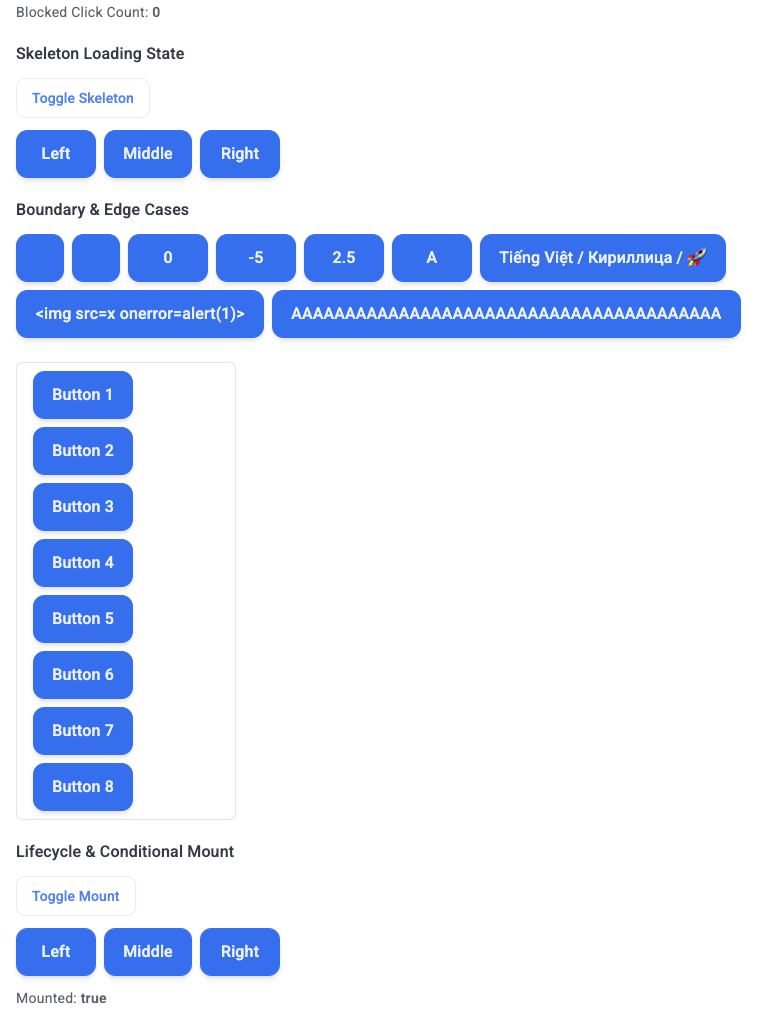 Blocked Click Count: 0
Skeleton Loading State
Toggle Skeleton
Left Middle Right
Boundary & Edge Cases
0 -5 2.5 A Tiếng Việt / Кириллица / 🚀
<img src=x onerror=alert(1)> AAAAAAAAAAAAAAAAAAAAAAAAAAAAAAAAAAAAAAAA
Button 1
Button 2
Button 3
Button 4
Button 5
Button 6
Button 7
Button 8
Lifecycle & Conditional Mount
Toggle Mount
Left Middle Right
Mounted: true